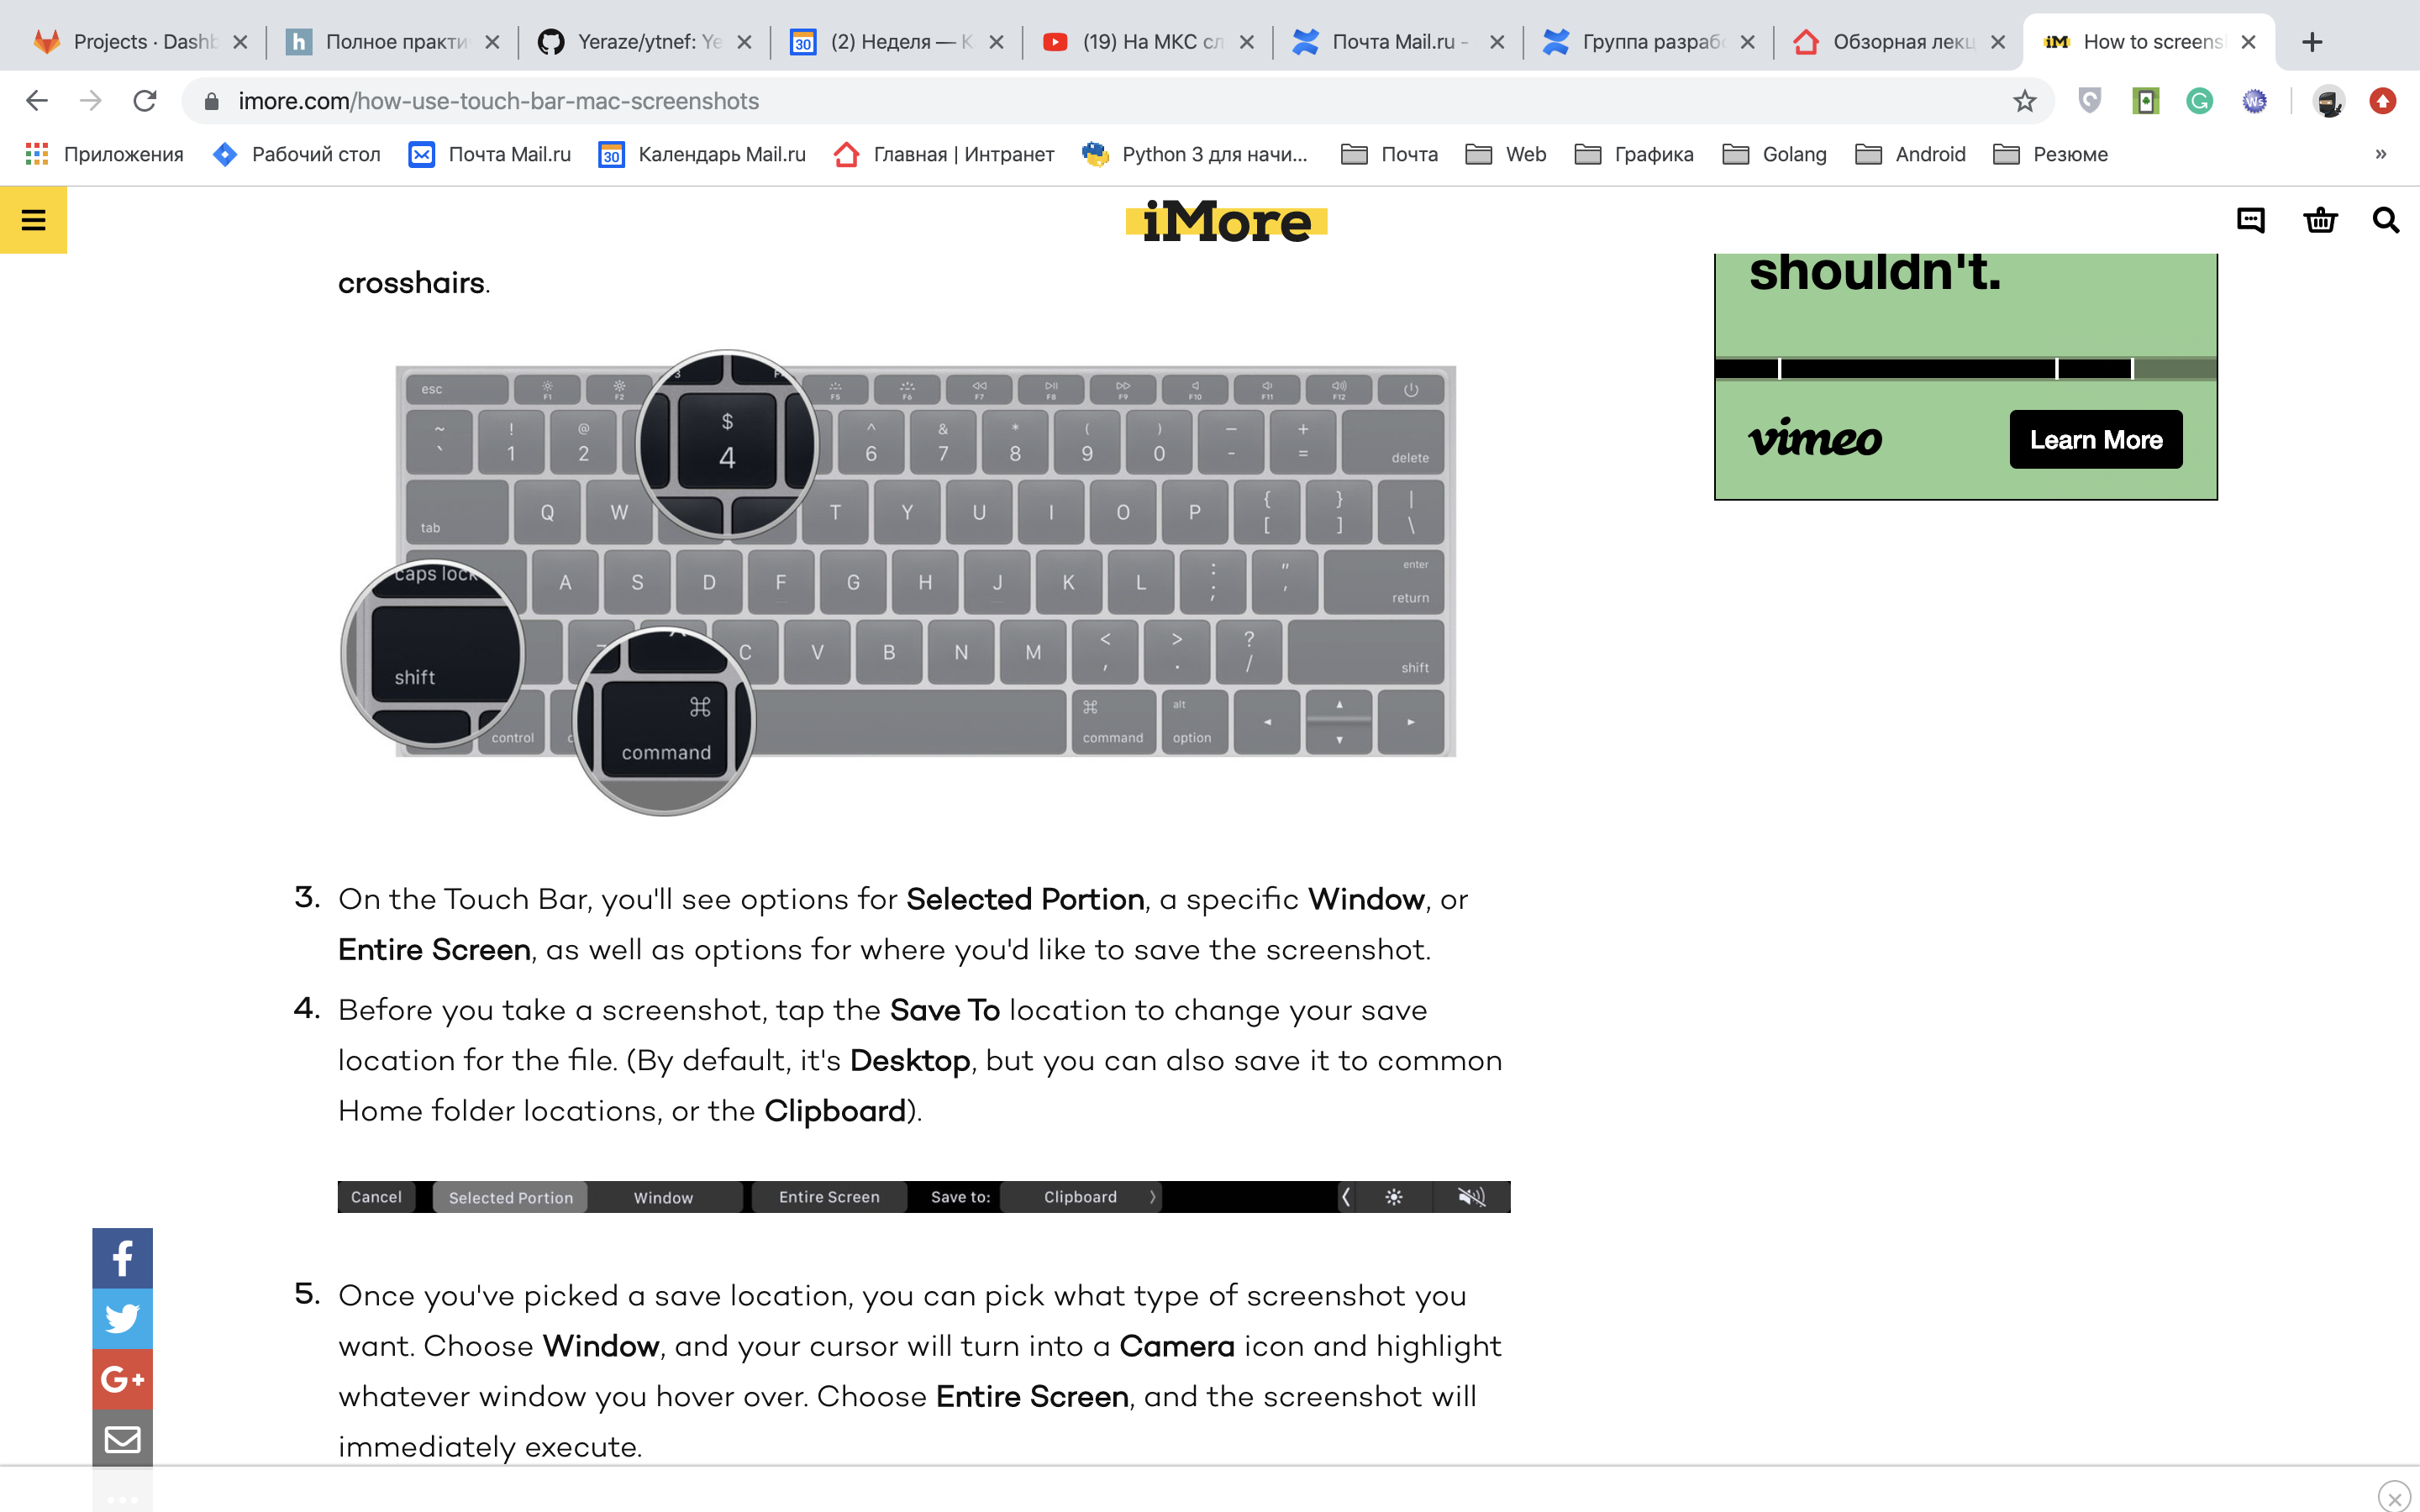 Projects · Dashb
Полное практи
Yeraze/ytnef: Ye
30 (2) Неделя — К
(19) На МКС сл
Почта Mail.ru -
Группа разраб
Обзорная лекц
iM How to screens
imore.com/how-use-touch-bar-mac-screenshots
Приложения Рабочий стол Почта Mail.ru 30 Календарь Mail.ru Главная | Интранет Python 3 для начи... Почта Web Графика Golang Android Резюме »
iMore
crosshairs.
shouldn't.
vimeo Learn More
esc F1 F2 F5 F6 F7 F8 F9 F10 F11 F12
~ ` ! 1 @ 2 $ 4 ^ 6 & 7 * 8 ( 9 ) 0 — - + = delete
tab Q W T Y U I O P { [ } ] | \
caps lock A S D F G H J K L : ; " ' enter return
shift C V B N M < , > . ? / shift
control ⌘ command ⌘ command alt option
3. On the Touch Bar, you'll see options for Selected Portion, a specific Window, or
Entire Screen, as well as options for where you'd like to save the screenshot.
4. Before you take a screenshot, tap the Save To location to change your save
location for the file. (By default, it's Desktop, but you can also save it to common
Home folder locations, or the Clipboard).
Cancel Selected Portion Window Entire Screen Save to: Clipboard
5. Once you've picked a save location, you can pick what type of screenshot you
want. Choose Window, and your cursor will turn into a Camera icon and highlight
whatever window you hover over. Choose Entire Screen, and the screenshot will
immediately execute.
G+